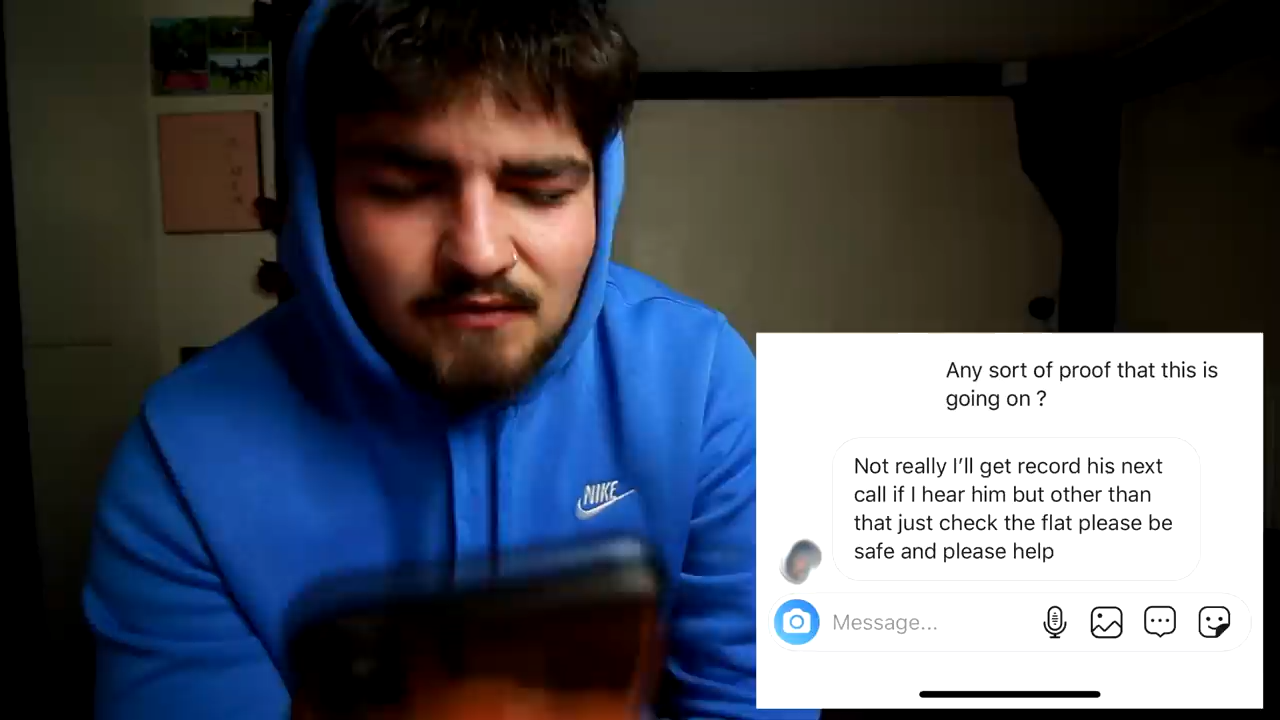 Any sort of proof that this is
going on ?
Not really I’ll get record his next
call if I hear him but other than
that just check the flat please be
safe and please help
Message...
NIKE